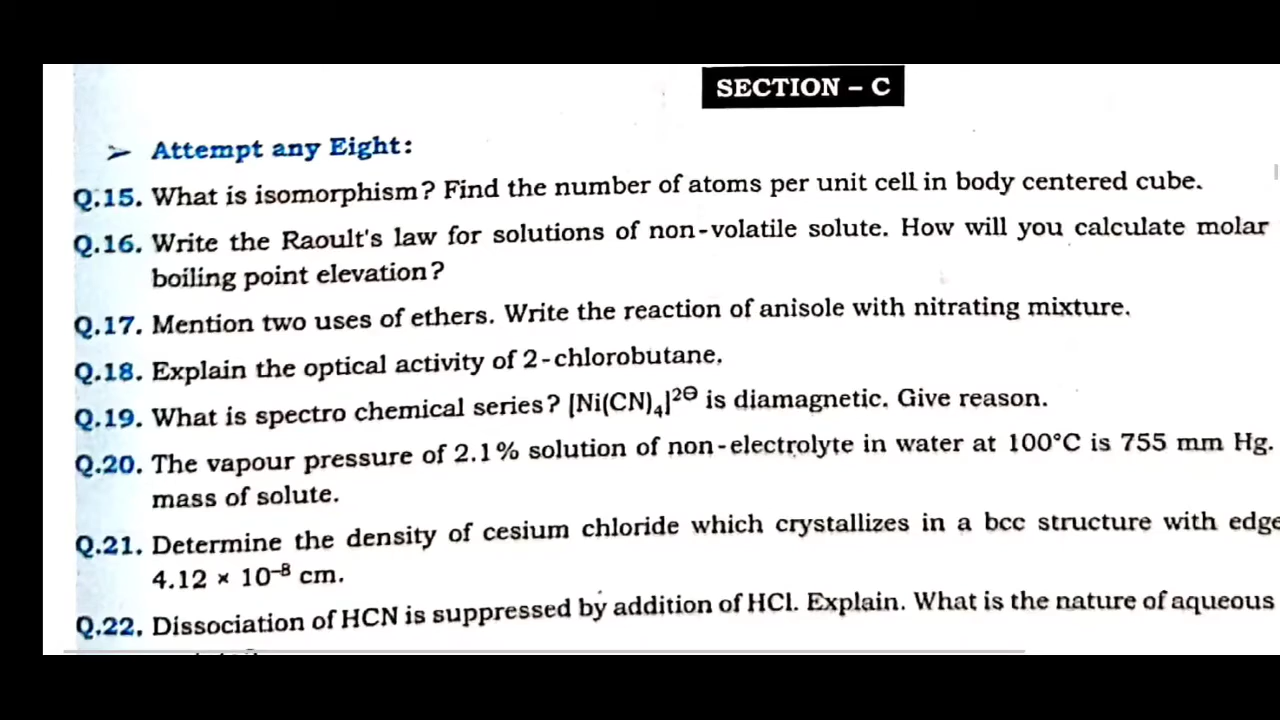 SECTION – C
➢ Attempt any Eight:
Q.15. What is isomorphism? Find the number of atoms per unit cell in body centered cube.
Q.16. Write the Raoult's law for solutions of non-volatile solute. How will you calculate molar
boiling point elevation?
Q.17. Mention two uses of ethers. Write the reaction of anisole with nitrating mixture.
Q.18. Explain the optical activity of 2-chlorobutane.
Q.19. What is spectro chemical series? [Ni(CN)₄]²⊖ is diamagnetic. Give reason.
Q.20. The vapour pressure of 2.1% solution of non-electrolyte in water at 100°C is 755 mm Hg.
mass of solute.
Q.21. Determine the density of cesium chloride which crystallizes in a bcc structure with edge
4.12 × 10⁻⁸ cm.
Q.22. Dissociation of HCN is suppressed by addition of HCl. Explain. What is the nature of aqueous